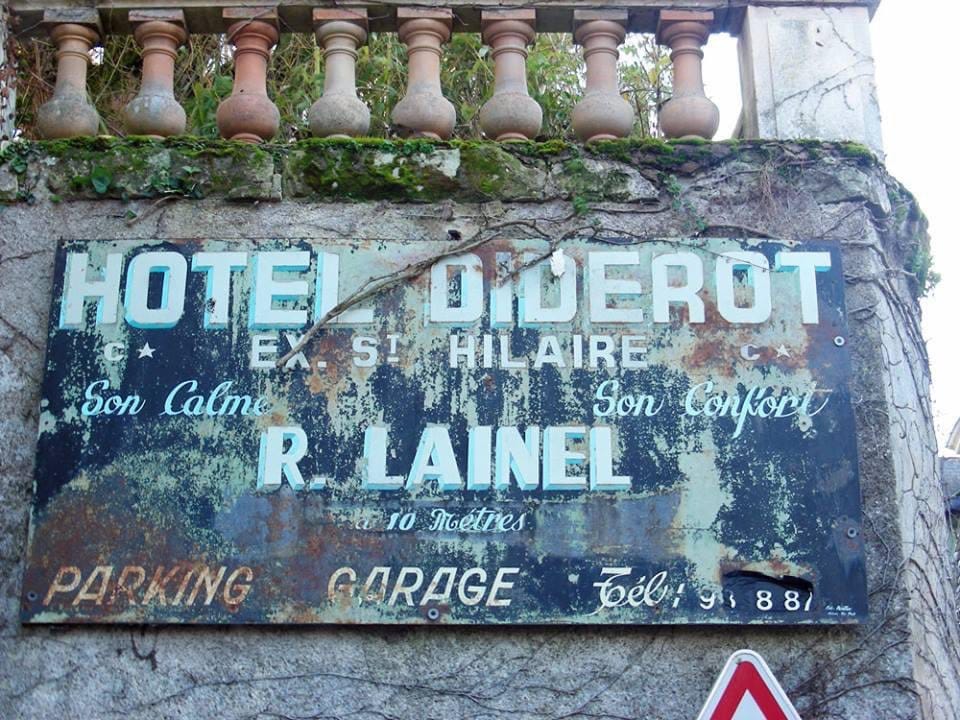 HOTEL DIDEROT
C ★ EX. ST HILAIRE C ★
Son Calme Son Confort
R. LAINEL
à 10 Mètres
PARKING GARAGE Tél: